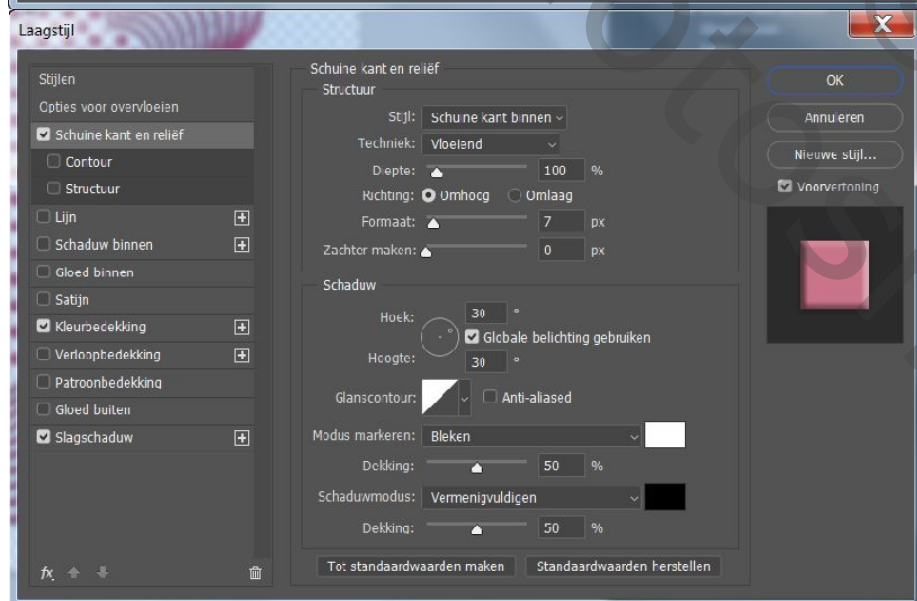 Laagstijl
Stijlen
Opties voor overvloeien
Schuine kant en reliëf
Contour
Structuur
Lijn
Schaduw binnen
Gloed binnen
Satijn
Kleurbedekking
Verloopbedekking
Patroonbedekking
Gloed buiten
Slagschaduw
fx
Schuine kant en reliëf
Structuur
Stijl: Schuine kant binnen
Techniek: Vloeiend
Diepte: 100 %
Richting: Omhoog Omlaag
Formaat: 7 px
Zachter maken: 0 px
Schaduw
Hoek: 30 °
Globale belichting gebruiken
Hoogte: 30 °
Glanscontour: Anti-aliased
Modus markeren: Bleken
Dekking: 50 %
Schaduwmodus: Vermenigvuldigen
Dekking: 50 %
Tot standaardwaarden maken Standaardwaarden herstellen
OK
Annuleren
Nieuwe stijl...
Voorvertoning